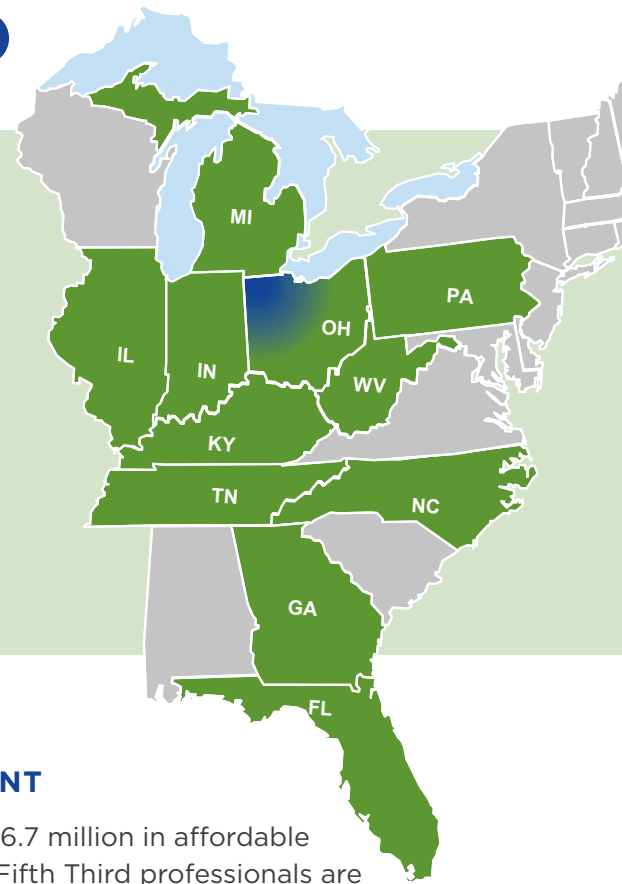 MI
PA
OH
IL
IN
WV
KY
TN
NC
GA
FL
NT
6.7 million in affordable
Fifth Third professionals are